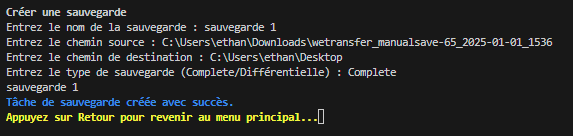 Créer une sauvegarde
Entrez le nom de la sauvegarde : sauvegarde 1
Entrez le chemin source : C:\Users\ethan\Downloads\wetransfer_manualsave-65_2025-01-01_1536
Entrez le chemin de destination : C:\Users\ethan\Desktop
Entrez le type de sauvegarde (Complete/Différentielle) : Complete
sauvegarde 1
Tâche de sauvegarde créée avec succès.
Appuyez sur Retour pour revenir au menu principal...